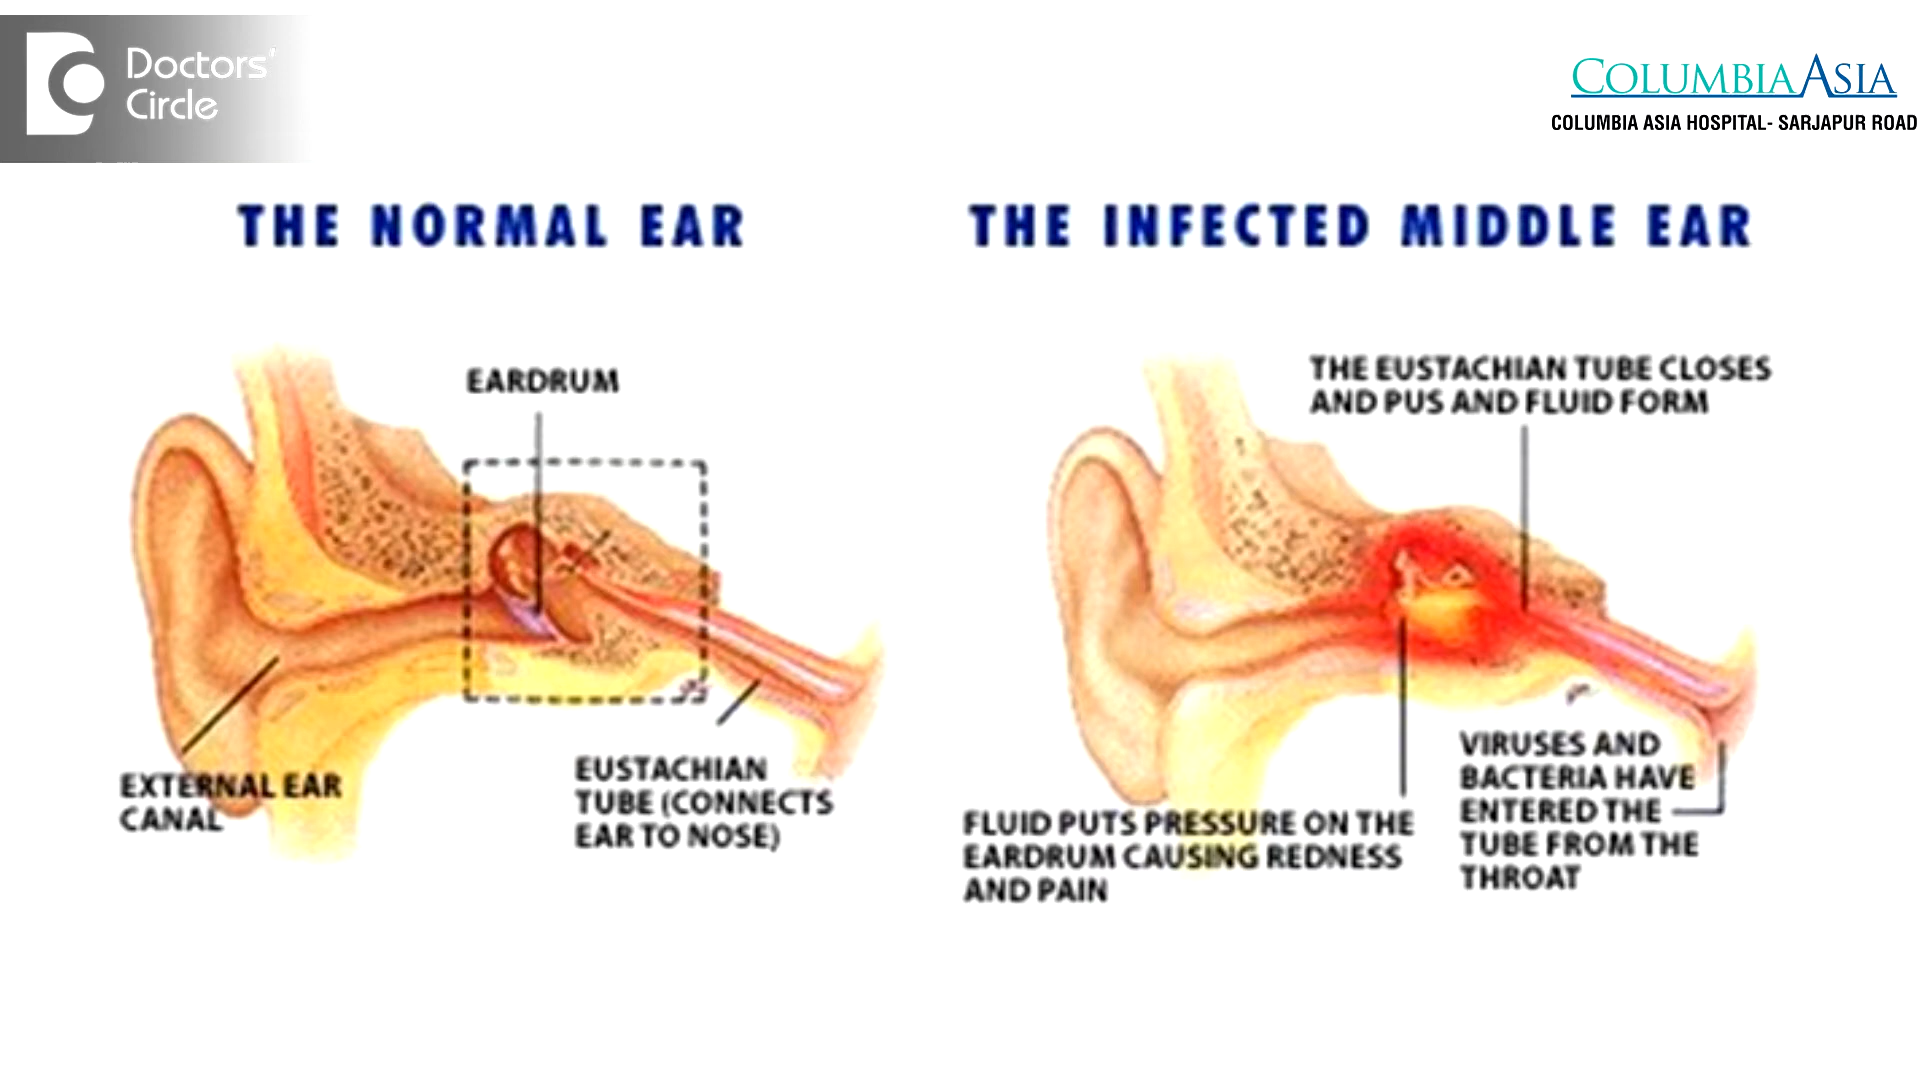 Doctors'
Circle
COLUMBIAASIA
COLUMBIA ASIA HOSPITAL- SARJAPUR ROAD
THE NORMAL EAR
EARDRUM
EXTERNAL EAR
CANAL
EUSTACHIAN
TUBE (CONNECTS
EAR TO NOSE)
THE INFECTED MIDDLE EAR
THE EUSTACHIAN TUBE CLOSES
AND PUS AND FLUID FORM
FLUID PUTS PRESSURE ON THE
EARDRUM CAUSING REDNESS
AND PAIN
VIRUSES AND
BACTERIA HAVE
ENTERED THE
TUBE FROM THE
THROAT